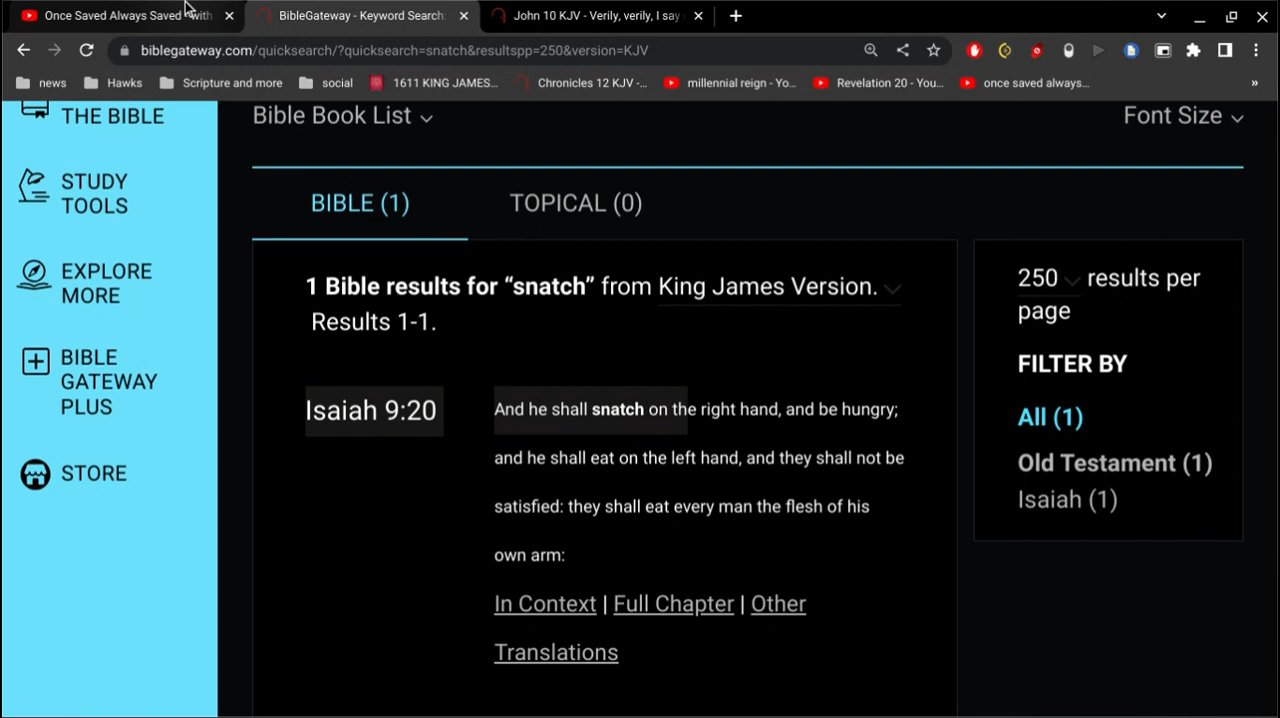 Once Saved Always Saved - with
BibleGateway - Keyword Search:
John 10 KJV - Verily, verily, I say
biblegateway.com/quicksearch/?quicksearch=snatch&resultspp=250&version=KJV
news
Hawks
Scripture and more
social
1611 KING JAMES...
Chronicles 12 KJV -...
millennial reign - Yo...
Revelation 20 - You...
once saved always...
»
THE BIBLE
STUDY
TOOLS
EXPLORE
MORE
BIBLE
GATEWAY
PLUS
STORE
Bible Book List
Font Size
BIBLE (1)
TOPICAL (0)
1 Bible results for “snatch” from King James Version.
Results 1-1.
Isaiah 9:20
And he shall snatch on the right hand, and be hungry;
and he shall eat on the left hand, and they shall not be
satisfied: they shall eat every man the flesh of his
own arm:
In Context | Full Chapter | Other
Translations
250 results per
page
FILTER BY
All (1)
Old Testament (1)
Isaiah (1)